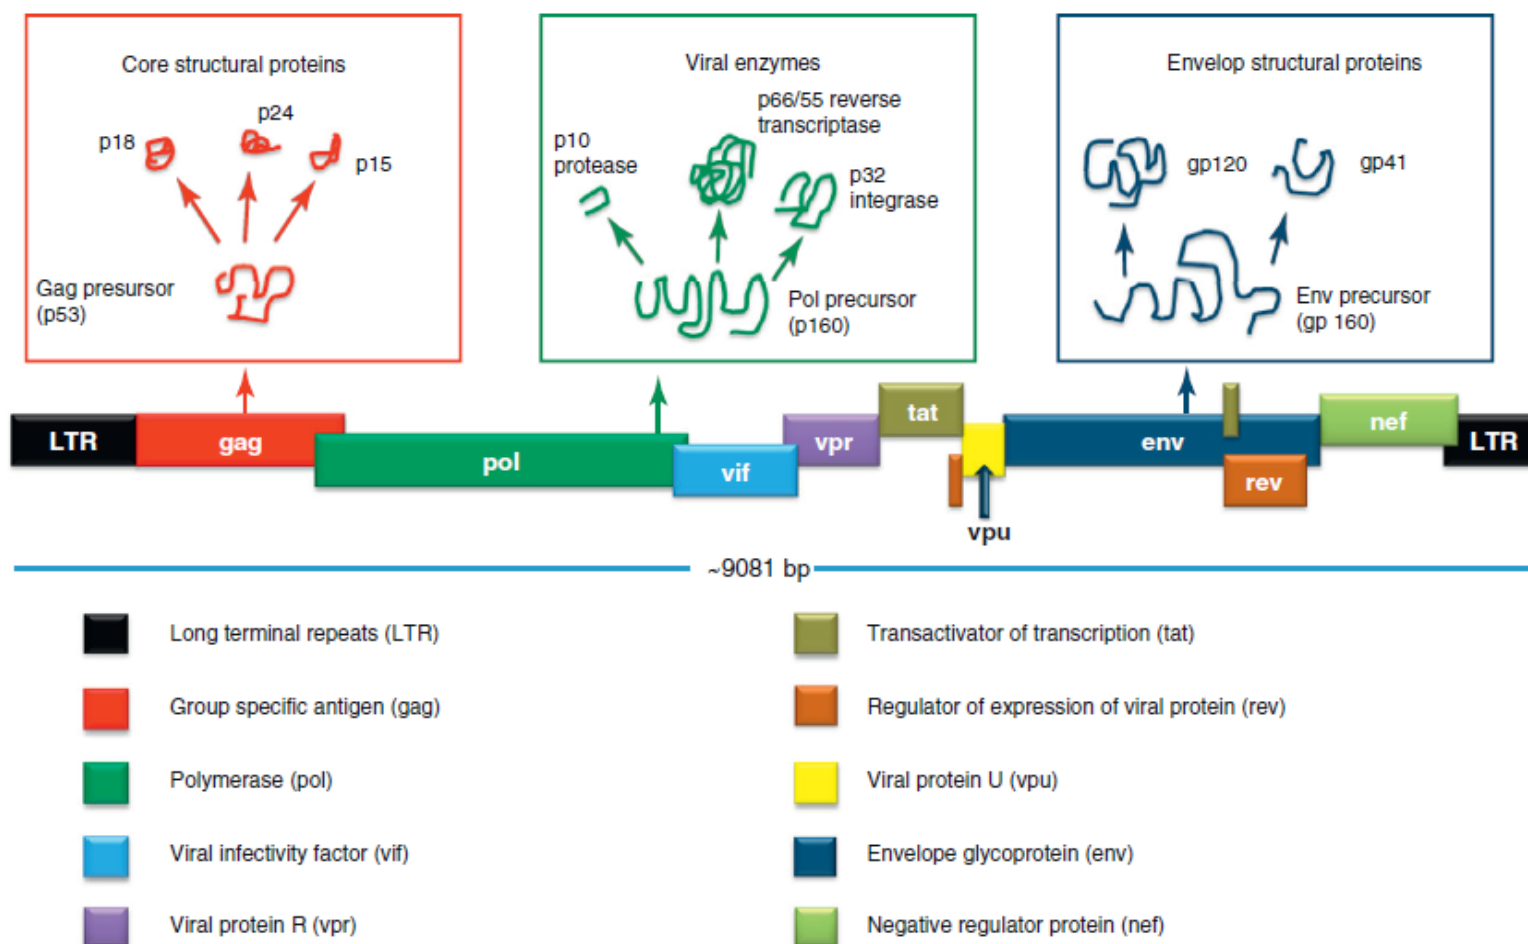 Core structural proteins
p18
p24
p15
Gag presursor
(p53)
Viral enzymes
p10
protease
p66/55 reverse
transcriptase
p32
integrase
Pol precursor
(p160)
Envelop structural proteins
gp120
gp41
Env precursor
(gp 160)
LTR
gag
pol
vif
vpr
tat
vpu
env
rev
nef
LTR
~9081 bp
Long terminal repeats (LTR)
Group specific antigen (gag)
Polymerase (pol)
Viral infectivity factor (vif)
Viral protein R (vpr)
Transactivator of transcription (tat)
Regulator of expression of viral protein (rev)
Viral protein U (vpu)
Envelope glycoprotein (env)
Negative regulator protein (nef)